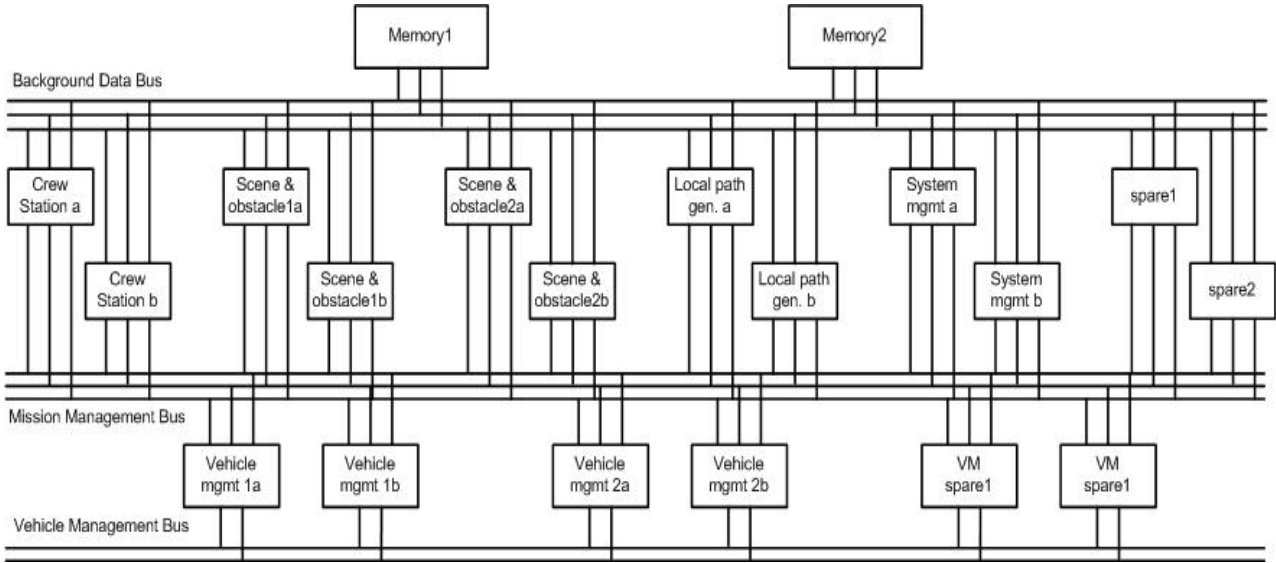 Memory1
Memory2
Background Data Bus
Crew
Station a
Scene &
obstacle1a
Scene &
obstacle2a
Local path
gen. a
System
mgmt a
spare1
Crew
Station b
Scene &
obstacle1b
Scene &
obstacle2b
Local path
gen. b
System
mgmt b
spare2
Mission Management Bus
Vehicle
mgmt 1a
Vehicle
mgmt 1b
Vehicle
mgmt 2a
Vehicle
mgmt 2b
VM
spare1
VM
spare1
Vehicle Management Bus